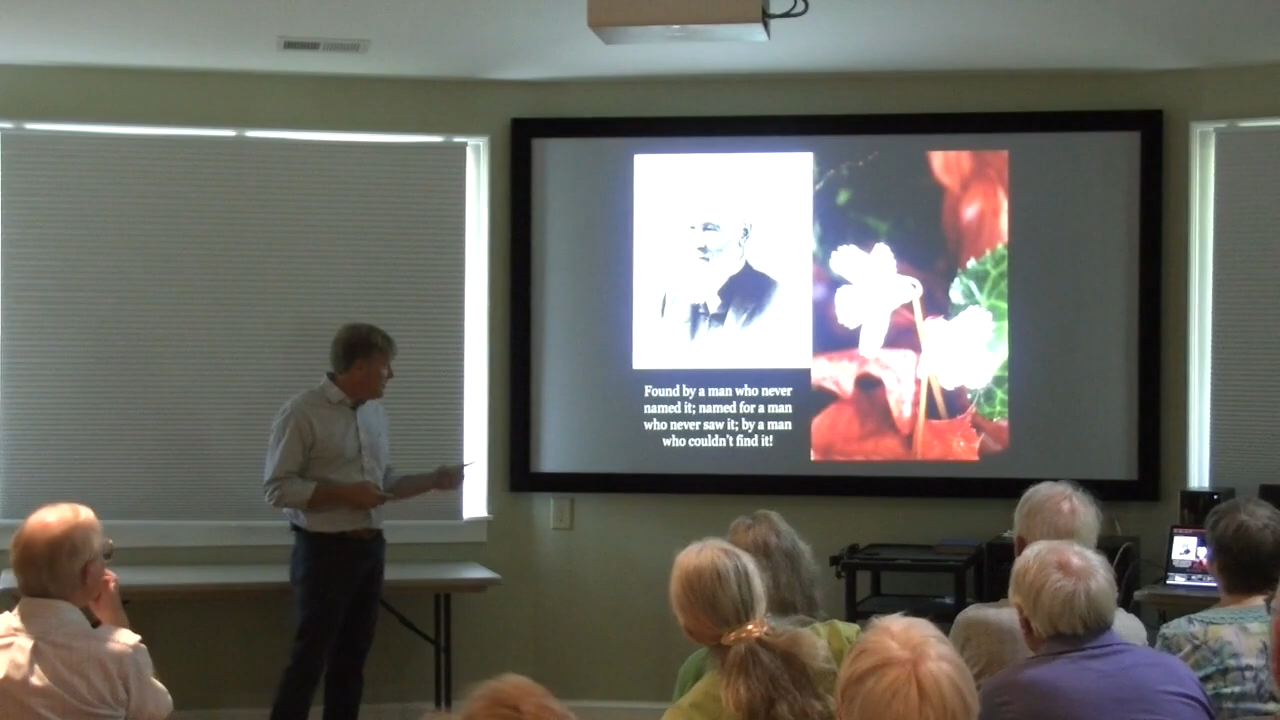 Found by a man who never
named it; named for a man
who never saw it; by a man
who couldn't find it!